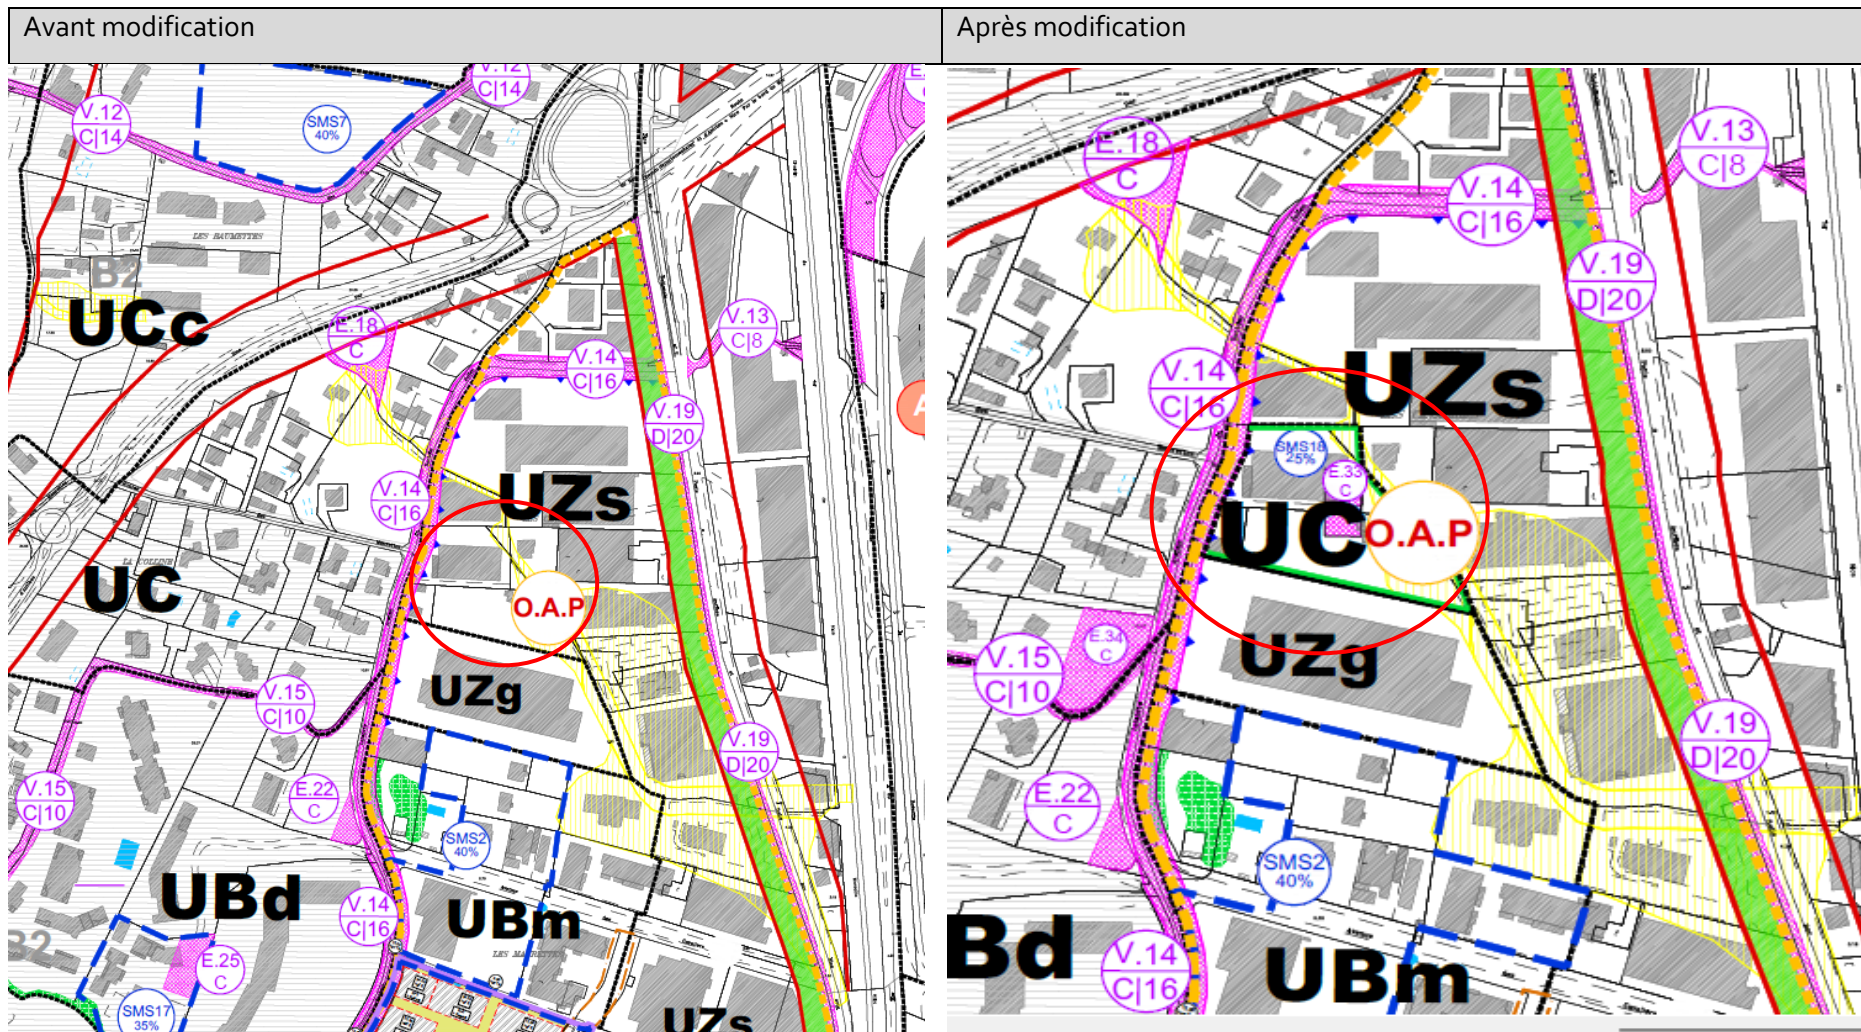 Avant modification
Après modification
V.12
C|14
V.12
C|14
SMS7
40%
LES BAUMETTES
B2
UCc
E.18
C
V.13
C|8
V.14
C|16
V.19
D|20
V.14
C|16
UZs
LA COLLINE
UC
O.A.P
UZg
V.15
C|10
V.19
D|20
V.15
C|10
E.22
C
SMS2
40%
UBd
V.14
C|16
UBm
B2
E.25
C
SMS17
35%
UZs
E.18
C
V.13
C|8
V.14
C|16
V.19
D|20
V.14
C|16
UZs
SMS18
25%
E.33
C
UC
O.A.P
E.34
C
V.15
C|10
UZg
V.19
D|20
E.22
C
SMS2
40%
Bd
V.14
C|16
UBm